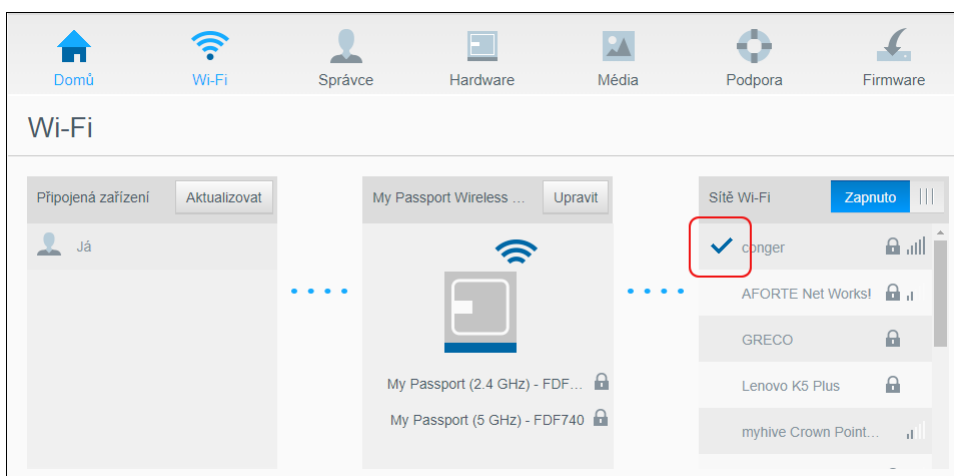 Domů
Wi-Fi
Správce
Hardware
Média
Podpora
Firmware
Wi-Fi
Připojená zařízení
Aktualizovat
Já
My Passport Wireless ...
Upravit
My Passport (2.4 GHz) - FDF...
My Passport (5 GHz) - FDF740
Sítě Wi-Fi
Zapnuto
conger
AFORTE Net Works!
GRECO
Lenovo K5 Plus
myhive Crown Point...